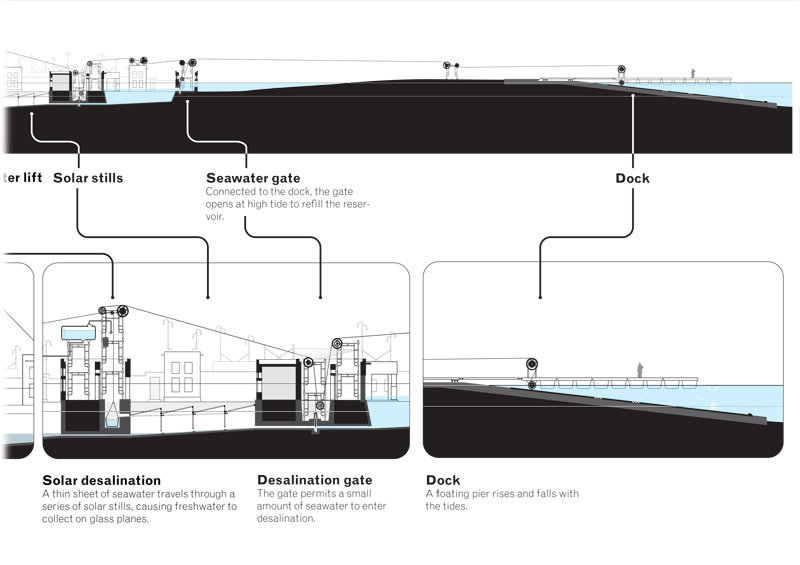 ter lift
Solar stills
Seawater gate
Connected to the dock, the gate
opens at high tide to refill the reser-
voir.
Dock
Solar desalination
A thin sheet of seawater travels through a
series of solar stills, causing freshwater to
collect on glass planes.
Desalination gate
The gate permits a small
amount of seawater to enter
desalination.
Dock
A floating pier rises and falls with
the tides.